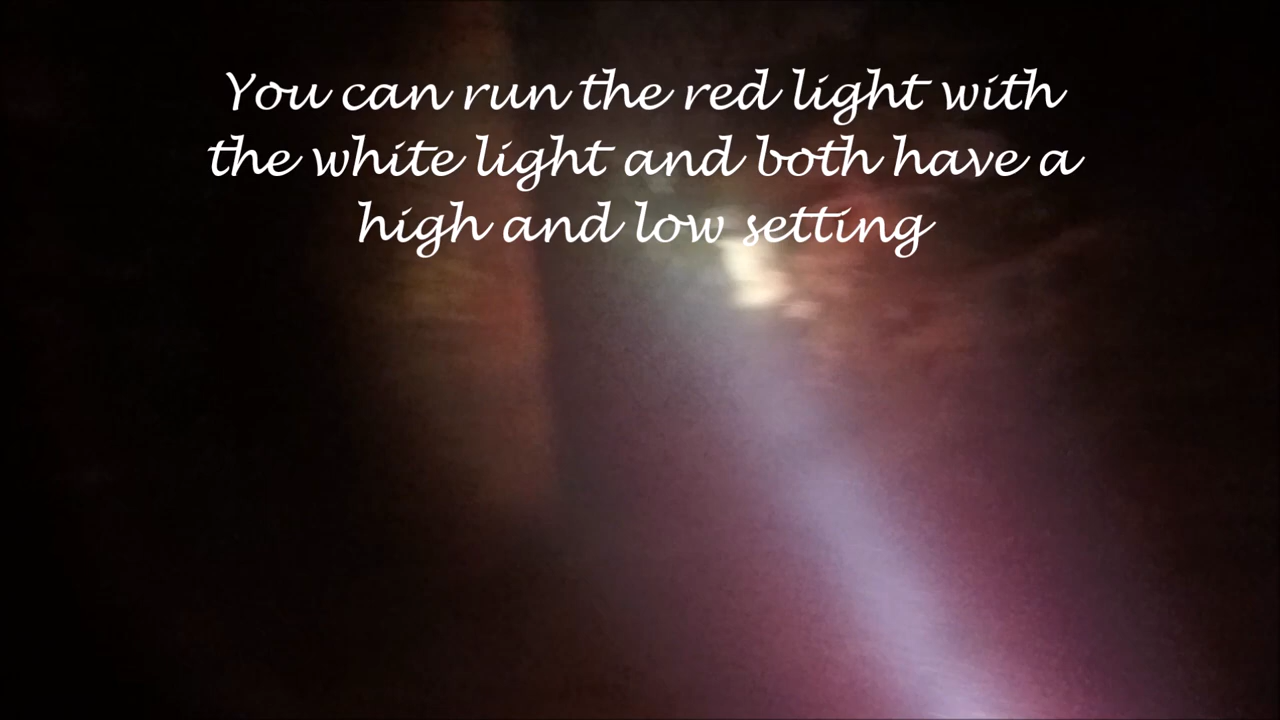 You can run the red light with
the white light and both have a
high and low setting